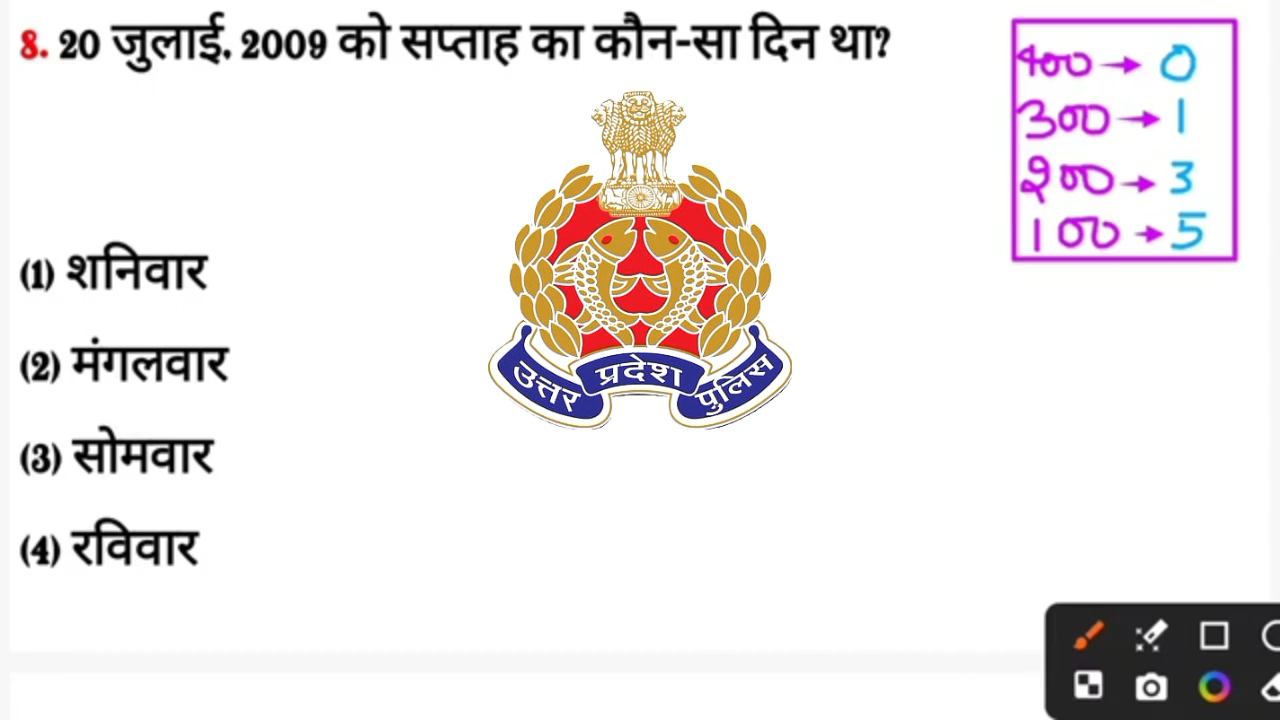 8. 20 जुलाई. 2009 को सप्ताह का कौन-सा दिन था?
400 → 0
300 → 1
200 → 3
100 → 5
उत्तर प्रदेश पुलिस
(1) शनिवार
(2) मंगलवार
(3) सोमवार
(4) रविवार